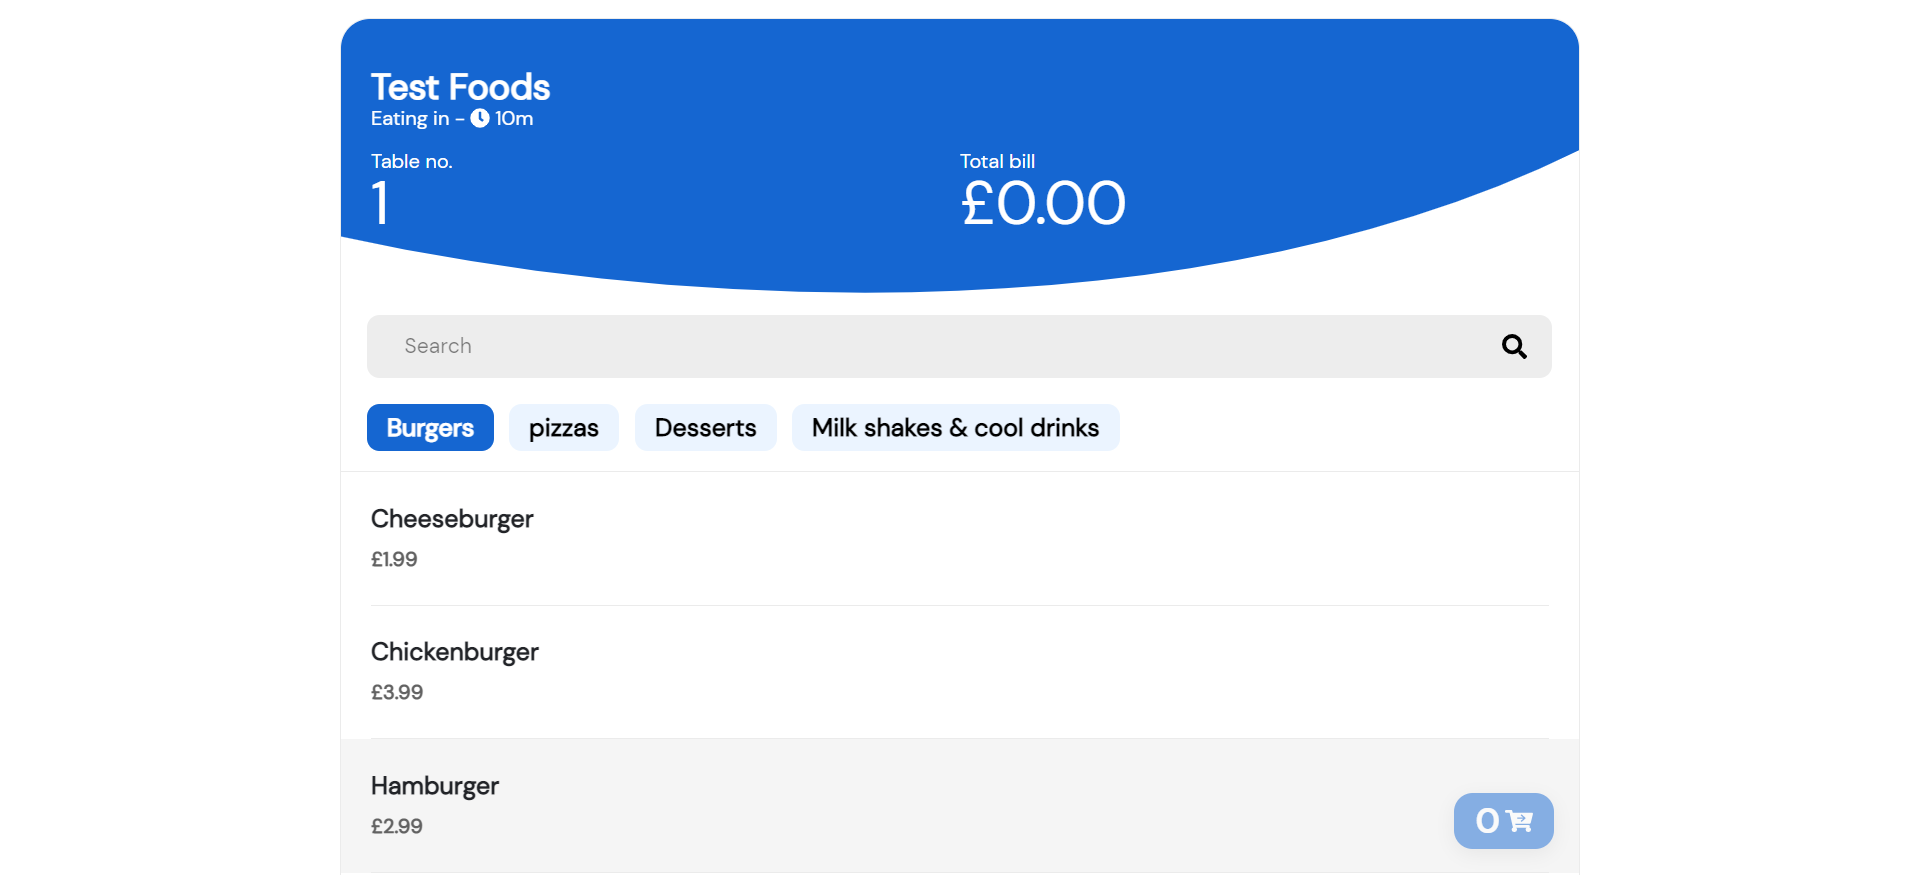 Test Foods
Eating in - 10m
Table no.
1
Total bill
£0.00
Search
Burgers
pizzas
Desserts
Milk shakes & cool drinks
Cheeseburger
£1.99
Chickenburger
£3.99
Hamburger
£2.99
0